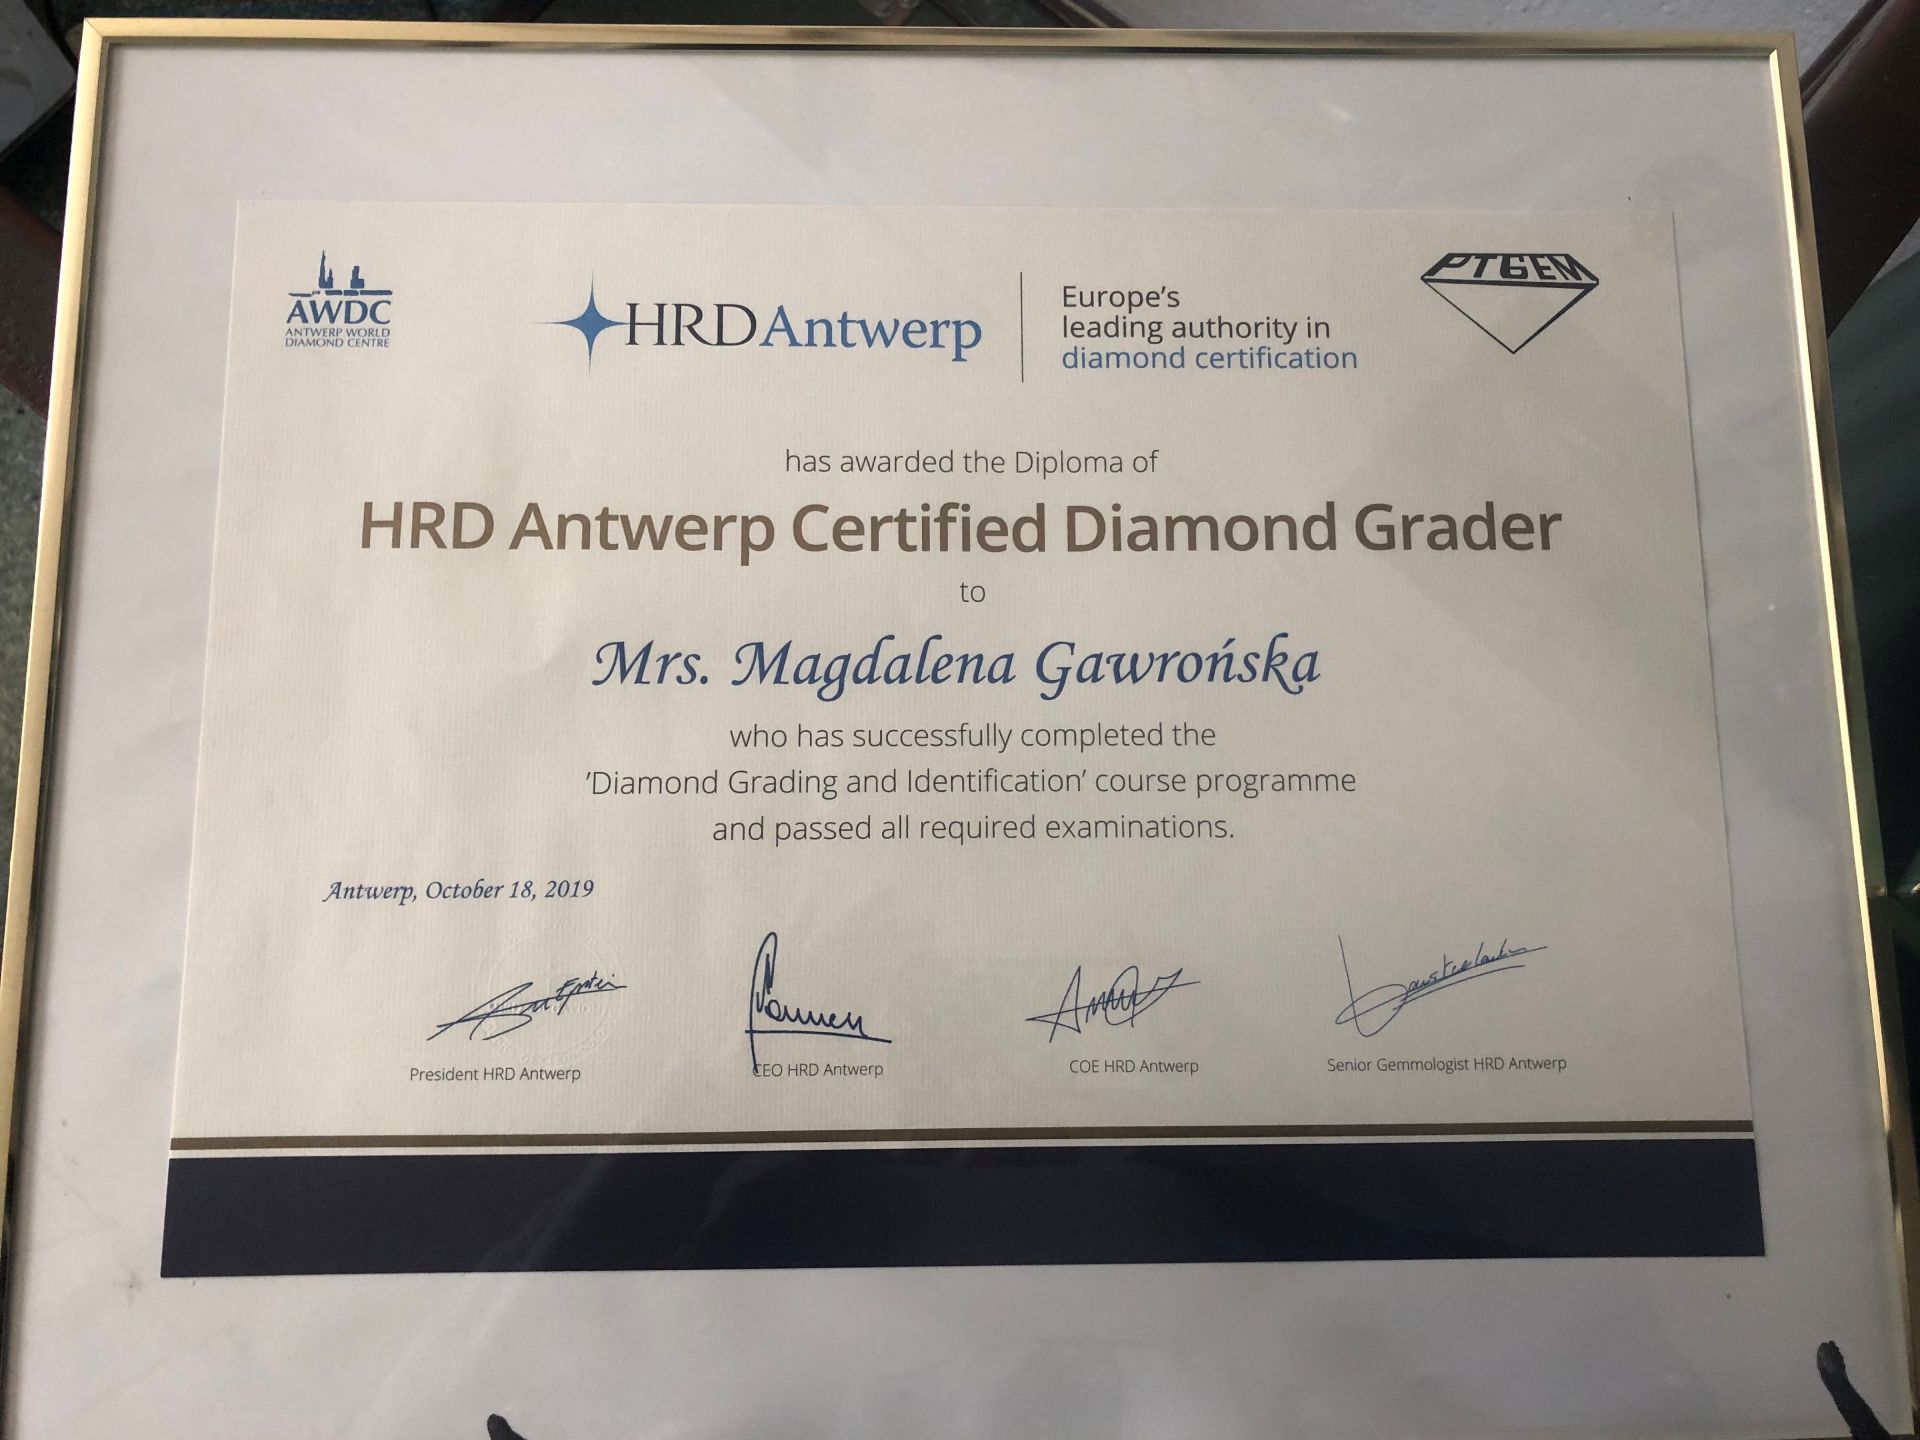 AWDC
ANTWERP WORLD
DIAMOND CENTRE
HRD Antwerp
Europe's
leading authority in
diamond certification
PTGEM
has awarded the Diploma of
HRD Antwerp Certified Diamond Grader
to
Mrs. Magdalena Gawrońska
who has successfully completed the
'Diamond Grading and Identification' course programme
and passed all required examinations.
Antwerp, October 18, 2019
President HRD Antwerp
CEO HRD Antwerp
COE HRD Antwerp
Senior Gemmologist HRD Antwerp